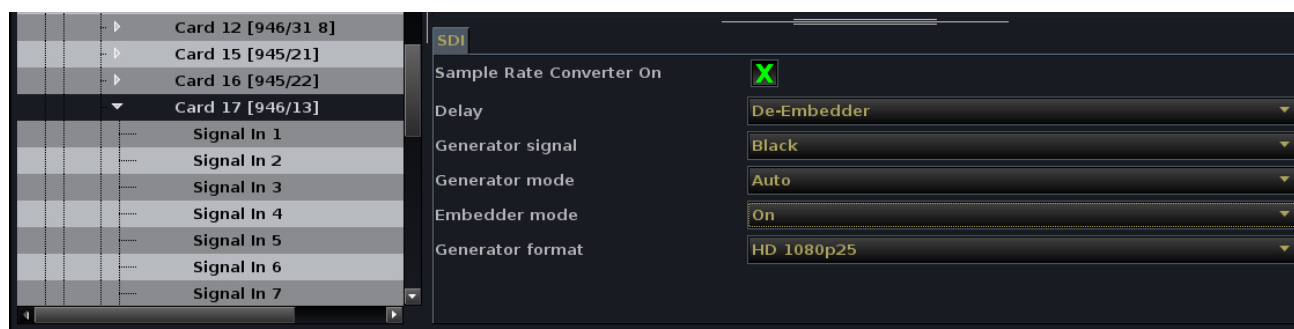 Card 12 [946/31 8]
Card 15 [945/21]
Card 16 [945/22]
Card 17 [946/13]
Signal In 1
Signal In 2
Signal In 3
Signal In 4
Signal In 5
Signal In 6
Signal In 7
SDI
Sample Rate Converter On X
Delay De-Embedder
Generator signal Black
Generator mode Auto
Embedder mode On
Generator format HD 1080p25